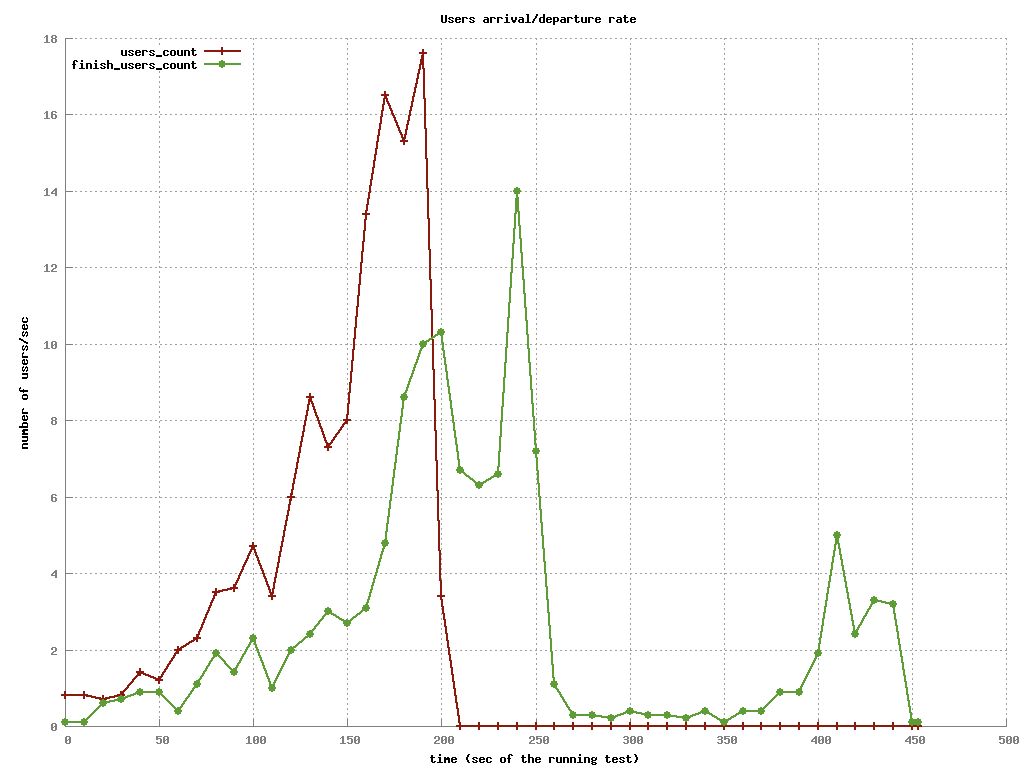 Users arrival/departure rate
users_count
finish_users_count
18
16
14
12
10
8
6
4
2
0
number of users/sec
0 50 100 150 200 250 300 350 400 450 500
time (sec of the running test)